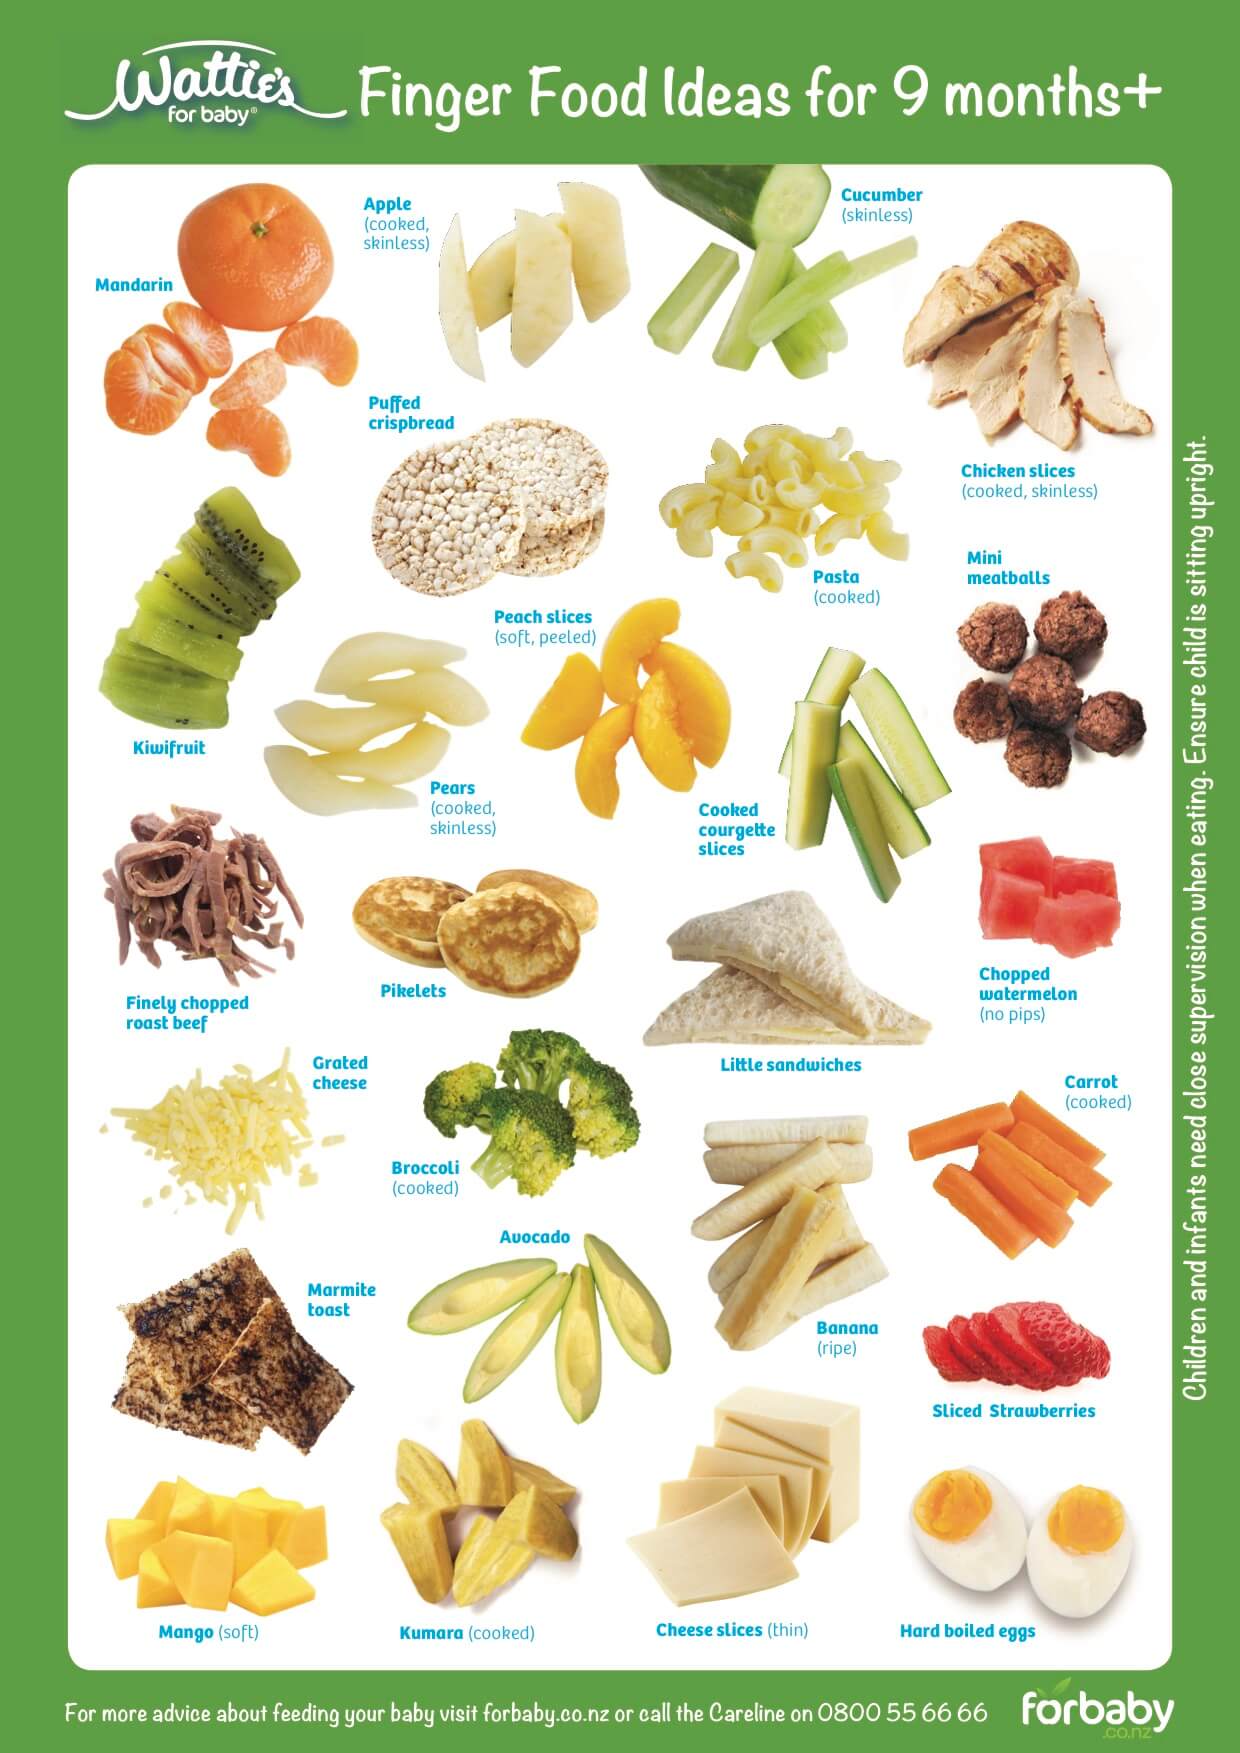 Wattie's
for baby®
Finger Food Ideas for 9 months+
Mandarin
Apple
(cooked,
skinless)
Cucumber
(skinless)
Chicken slices
(cooked, skinless)
Puffed
crispbread
Pasta
(cooked)
Mini
meatballs
Kiwifruit
Peach slices
(soft, peeled)
Pears
(cooked,
skinless)
Cooked
courgette
slices
Finely chopped
roast beef
Pikelets
Little sandwiches
Chopped
watermelon
(no pips)
Grated
cheese
Broccoli
(cooked)
Carrot
(cooked)
Marmite
toast
Avocado
Banana
(ripe)
Sliced Strawberries
Mango (soft)
Kumara (cooked)
Cheese slices (thin)
Hard boiled eggs
Children and infants need close supervision when eating. Ensure child is sitting upright.
For more advice about feeding your baby visit forbaby.co.nz or call the Careline on 0800 55 66 66
forbaby
.co.nz